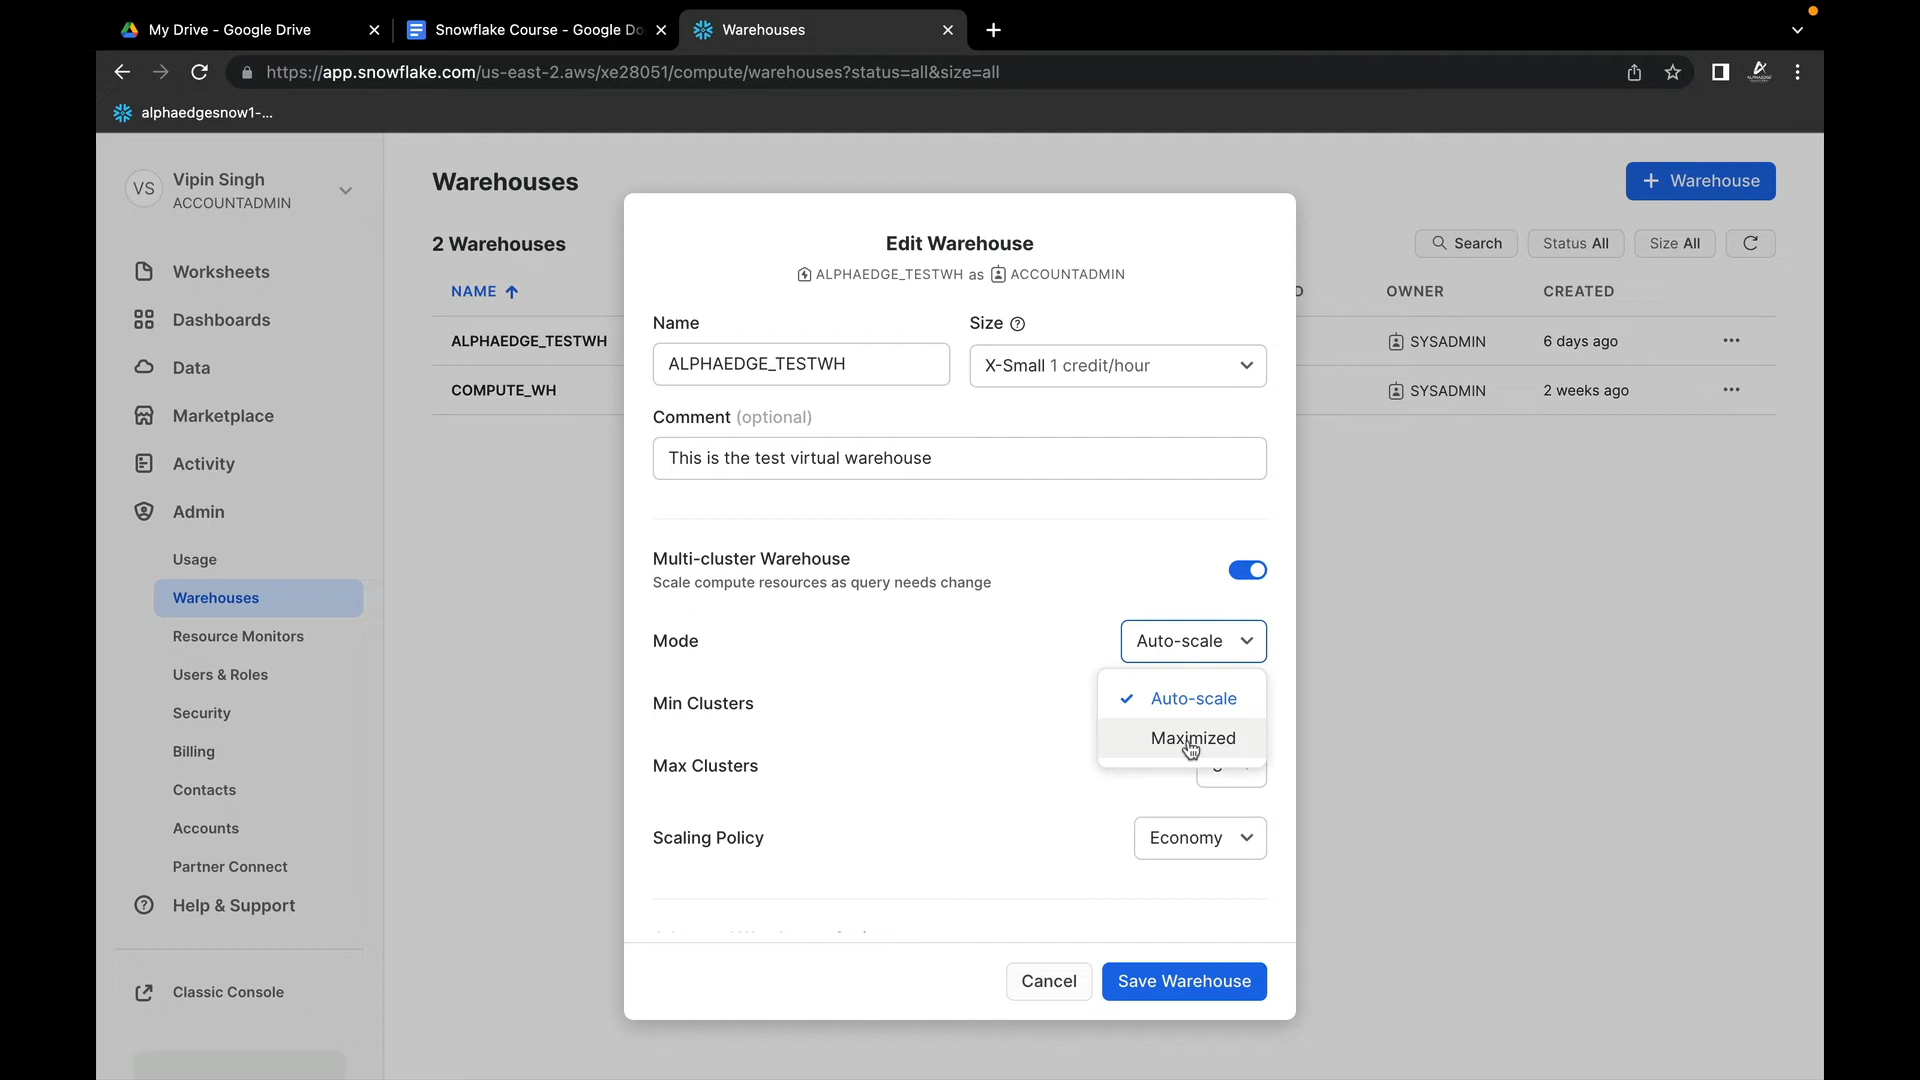 My Drive - Google Drive
Snowflake Course - Google Do
Warehouses
https://app.snowflake.com/us-east-2.aws/xe28051/compute/warehouses?status=all&size=all
alphaedgesnow1-...
VS
Vipin Singh
ACCOUNTADMIN
Worksheets
Dashboards
Data
Marketplace
Activity
Admin
Usage
Warehouses
Resource Monitors
Users & Roles
Security
Billing
Contacts
Accounts
Partner Connect
Help & Support
Classic Console
Warehouses
+ Warehouse
2 Warehouses
Search
Status All
Size All
NAME
D
OWNER
CREATED
ALPHAEDGE_TESTWH
SYSADMIN
6 days ago
COMPUTE_WH
SYSADMIN
2 weeks ago
Edit Warehouse
ALPHAEDGE_TESTWH as ACCOUNTADMIN
Name
Size
ALPHAEDGE_TESTWH
X-Small 1 credit/hour
Comment (optional)
This is the test virtual warehouse
Multi-cluster Warehouse
Scale compute resources as query needs change
Mode
Auto-scale
Auto-scale
Maximized
Min Clusters
Max Clusters
Scaling Policy
Economy
Cancel
Save Warehouse